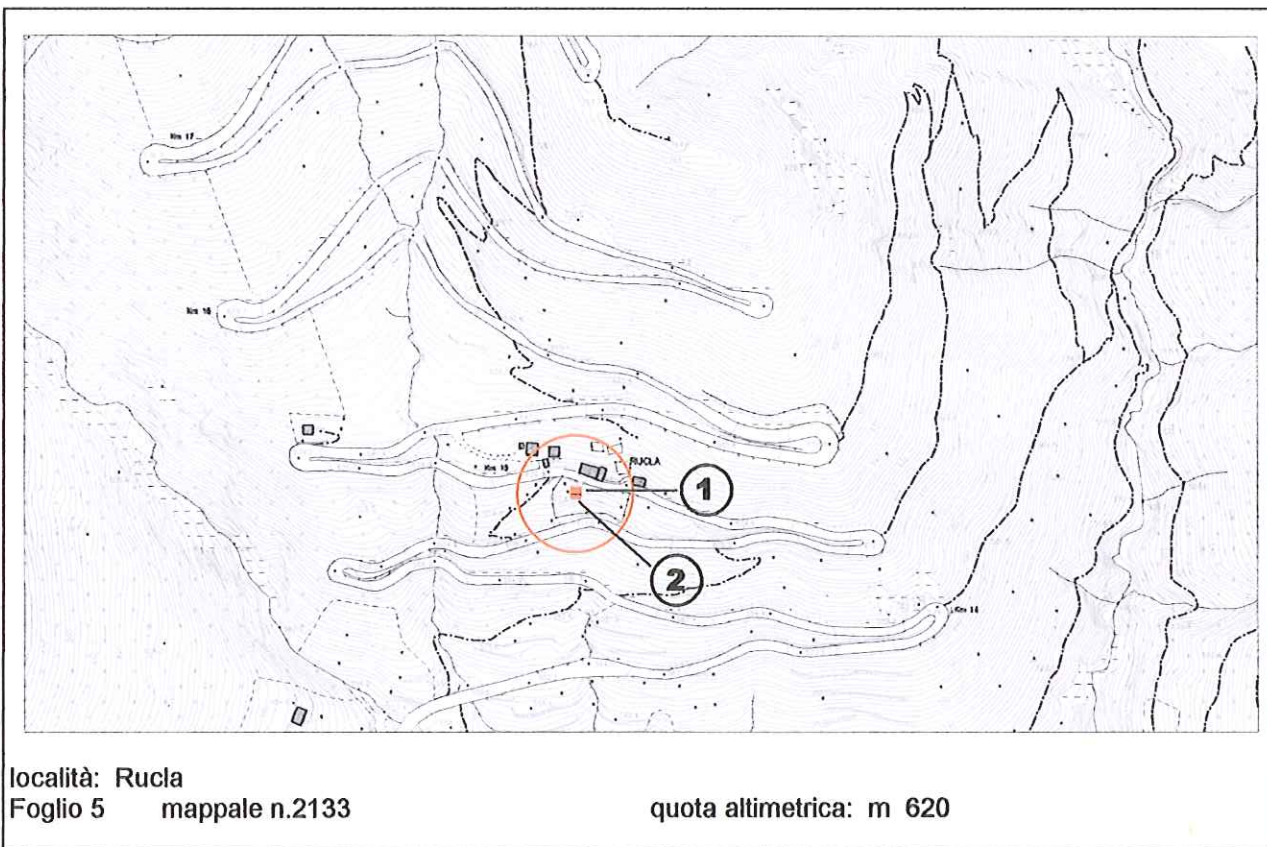 Km 17
Km 16
Km 15
RUCLA
1
2
Km 14
località: Rucla
Foglio 5 mappale n.2133 quota altimetrica: m 620